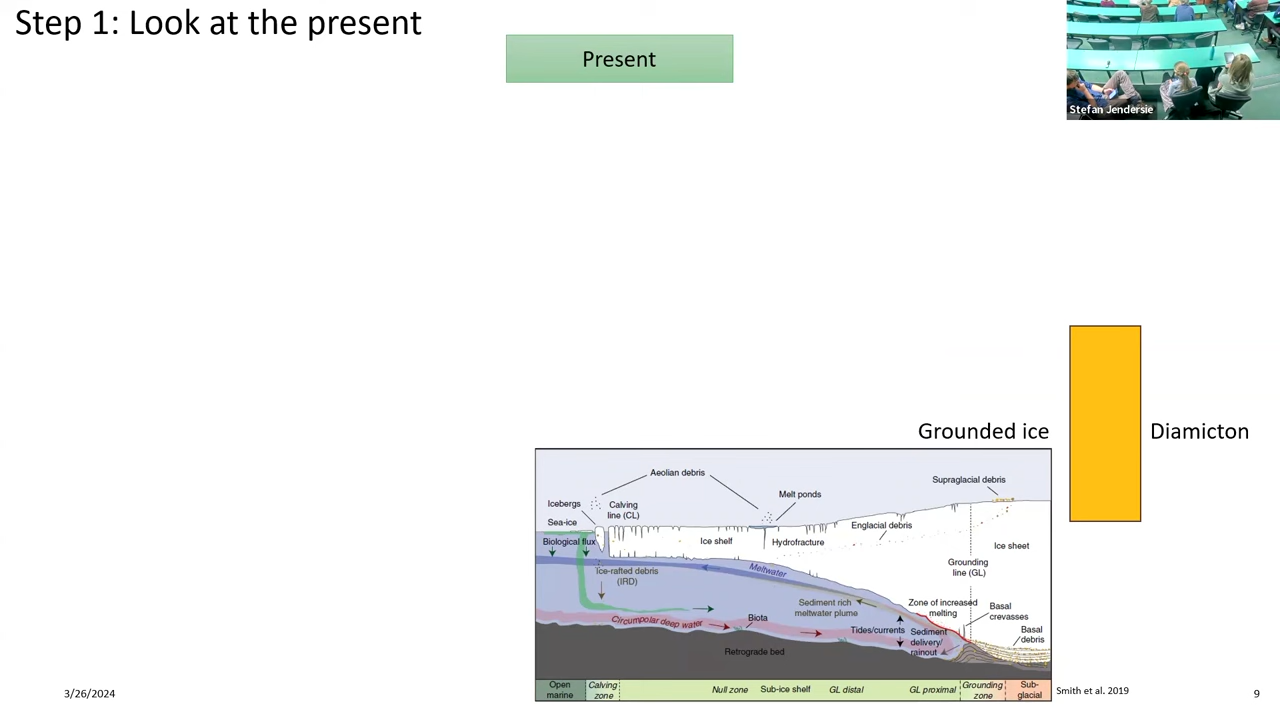 Step 1: Look at the present
Present
Stefan Jendersie
Grounded ice
Diamicton
Aeolian debris
Supraglacial debris
Melt ponds
Icebergs
Calving
line (CL)
Sea-ice
Englacial debris
Biological flux
Ice shelf
Hydrofracture
Ice sheet
Grounding
line (GL)
Ice-rafted debris
(IRD)
Meltwater
Sediment rich
meltwater plume
Zone of increased
melting
Basal
crevasses
Circumpolar deep water
Biota
Tides/currents
Sediment
delivery/
rainout
Basal
debris
Retrograde bed
Open
marine
Calving
zone
Null zone
Sub-ice shelf
GL distal
GL proximal
Grounding
zone
Sub-
glacial
Smith et al. 2019
3/26/2024
9